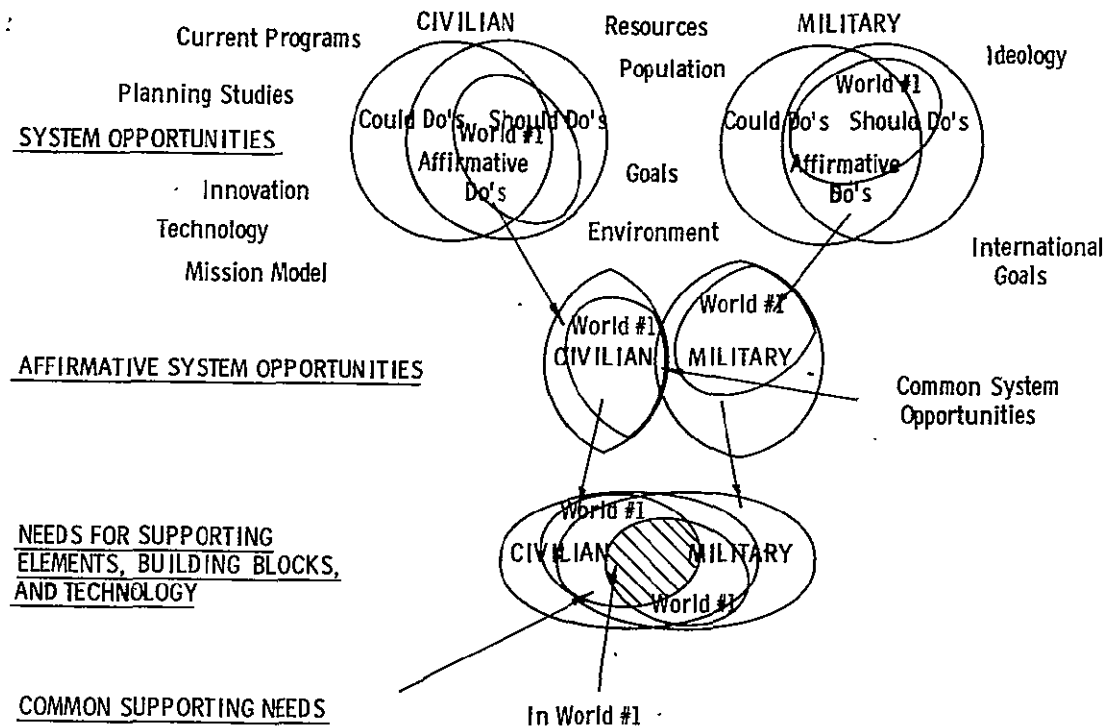 CIVILIAN
Resources
MILITARY
Current Programs
Ideology
Population
World #1
Planning Studies
Could Do's
Should Do's
Could Do's
Should Do's
SYSTEM OPPORTUNITIES
World #1
Affirmative
Do's
Affirmative
Do's
Innovation
Goals
Technology
Environment
International
Goals
Mission Model
World #1
World #1
CIVILIAN
MILITARY
AFFIRMATIVE SYSTEM OPPORTUNITIES
Common System
Opportunities
World #1
NEEDS FOR SUPPORTING
ELEMENTS, BUILDING BLOCKS,
AND TECHNOLOGY
CIVILIAN
MILITARY
World #1
COMMON SUPPORTING NEEDS
In World #1